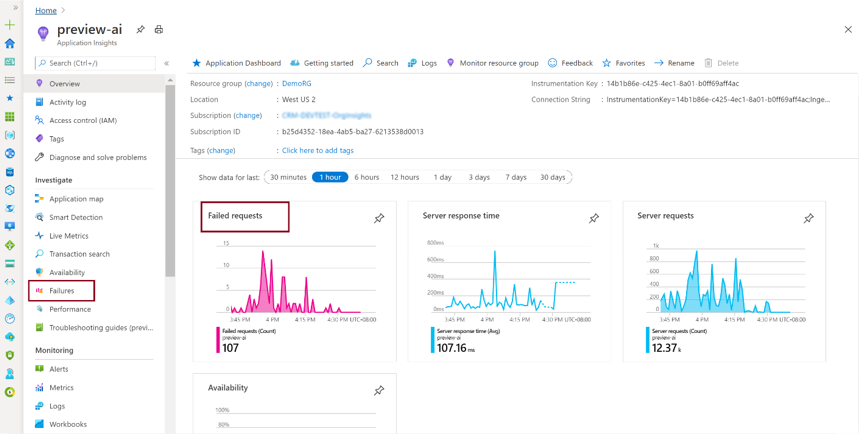 Home
preview-ai
Application Insights
Search (Ctrl+/)
Overview
Activity log
Access control (IAM)
Tags
Diagnose and solve problems
Investigate
Application map
Smart Detection
Live Metrics
Transaction search
Availability
Failures
Performance
Troubleshooting guides (previ...
Monitoring
Alerts
Metrics
Logs
Workbooks
Application Dashboard Getting started Search Logs Monitor resource group Feedback Favorites Rename Delete
Resource group (change) : DemoRG
Location : West US 2
Subscription (change) :
Subscription ID : b25d4352-18ea-4ab5-ba27-6213538d0013
Tags (change) : Click here to add tags
Instrumentation Key : 14b1b86e-c425-4ec1-8a01-b0ff69aff4ac
Connection String : InstrumentationKey=14b1b86e-c425-4ec1-8a01-b0ff69aff4ac;Inge...
Show data for last: 30 minutes 1 hour 6 hours 12 hours 1 day 3 days 7 days 30 days
Failed requests
15
10
5
0
3:45 PM 4 PM 4:15 PM 4:30 PM UTC-08:00
Failed requests (Count)
preview-ai
107
Server response time
800ms
600ms
400ms
200ms
0ms
3:45 PM 4 PM 4:15 PM 4:30 PM UTC-08:00
Server response time (Avg)
preview-ai
107.16 ms
Server requests
1k
800
600
400
200
0
3:45 PM 4 PM 4:15 PM 4:30 PM UTC-08:00
Server requests (Count)
preview-ai
12.37 k
Availability
100%
80%